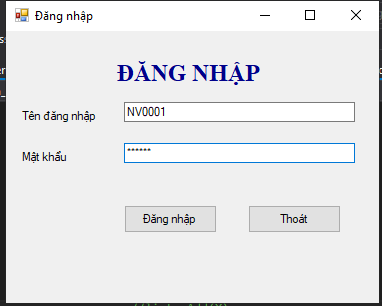 Đăng nhập
ĐĂNG NHẬP
Tên đăng nhập NV0001
Mật khẩu ******
Đăng nhập Thoát